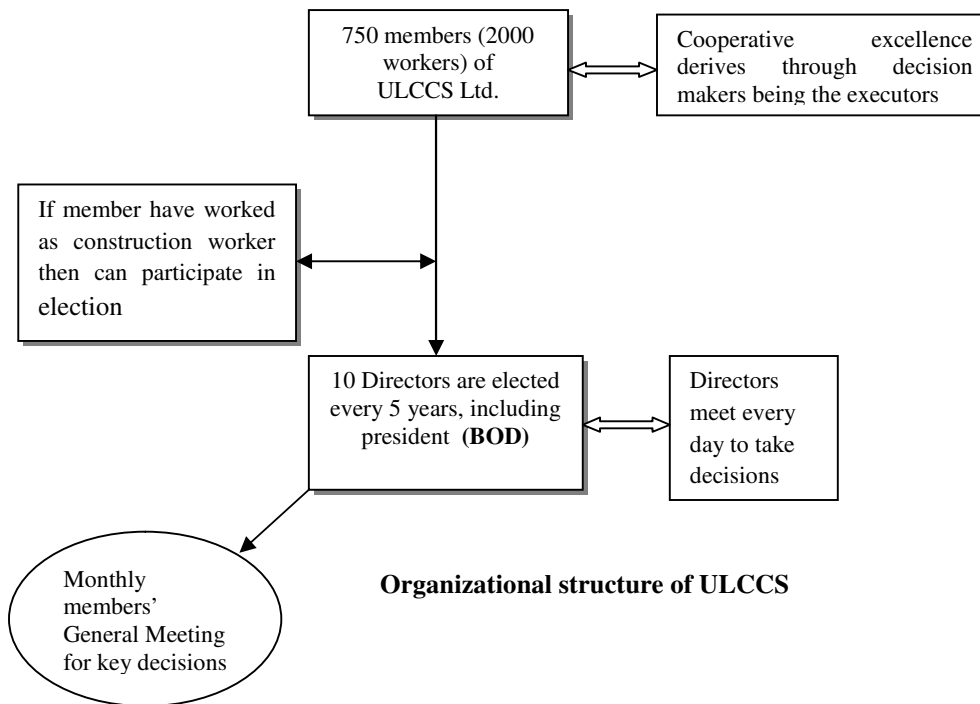 750 members (2000
workers) of
ULCCS Ltd.
Cooperative excellence
derives through decision
makers being the executors
If member have worked
as construction worker
then can participate in
election
10 Directors are elected
every 5 years, including
president (BOD)
Directors
meet every
day to take
decisions
Monthly
members’
General Meeting
for key decisions
Organizational structure of ULCCS